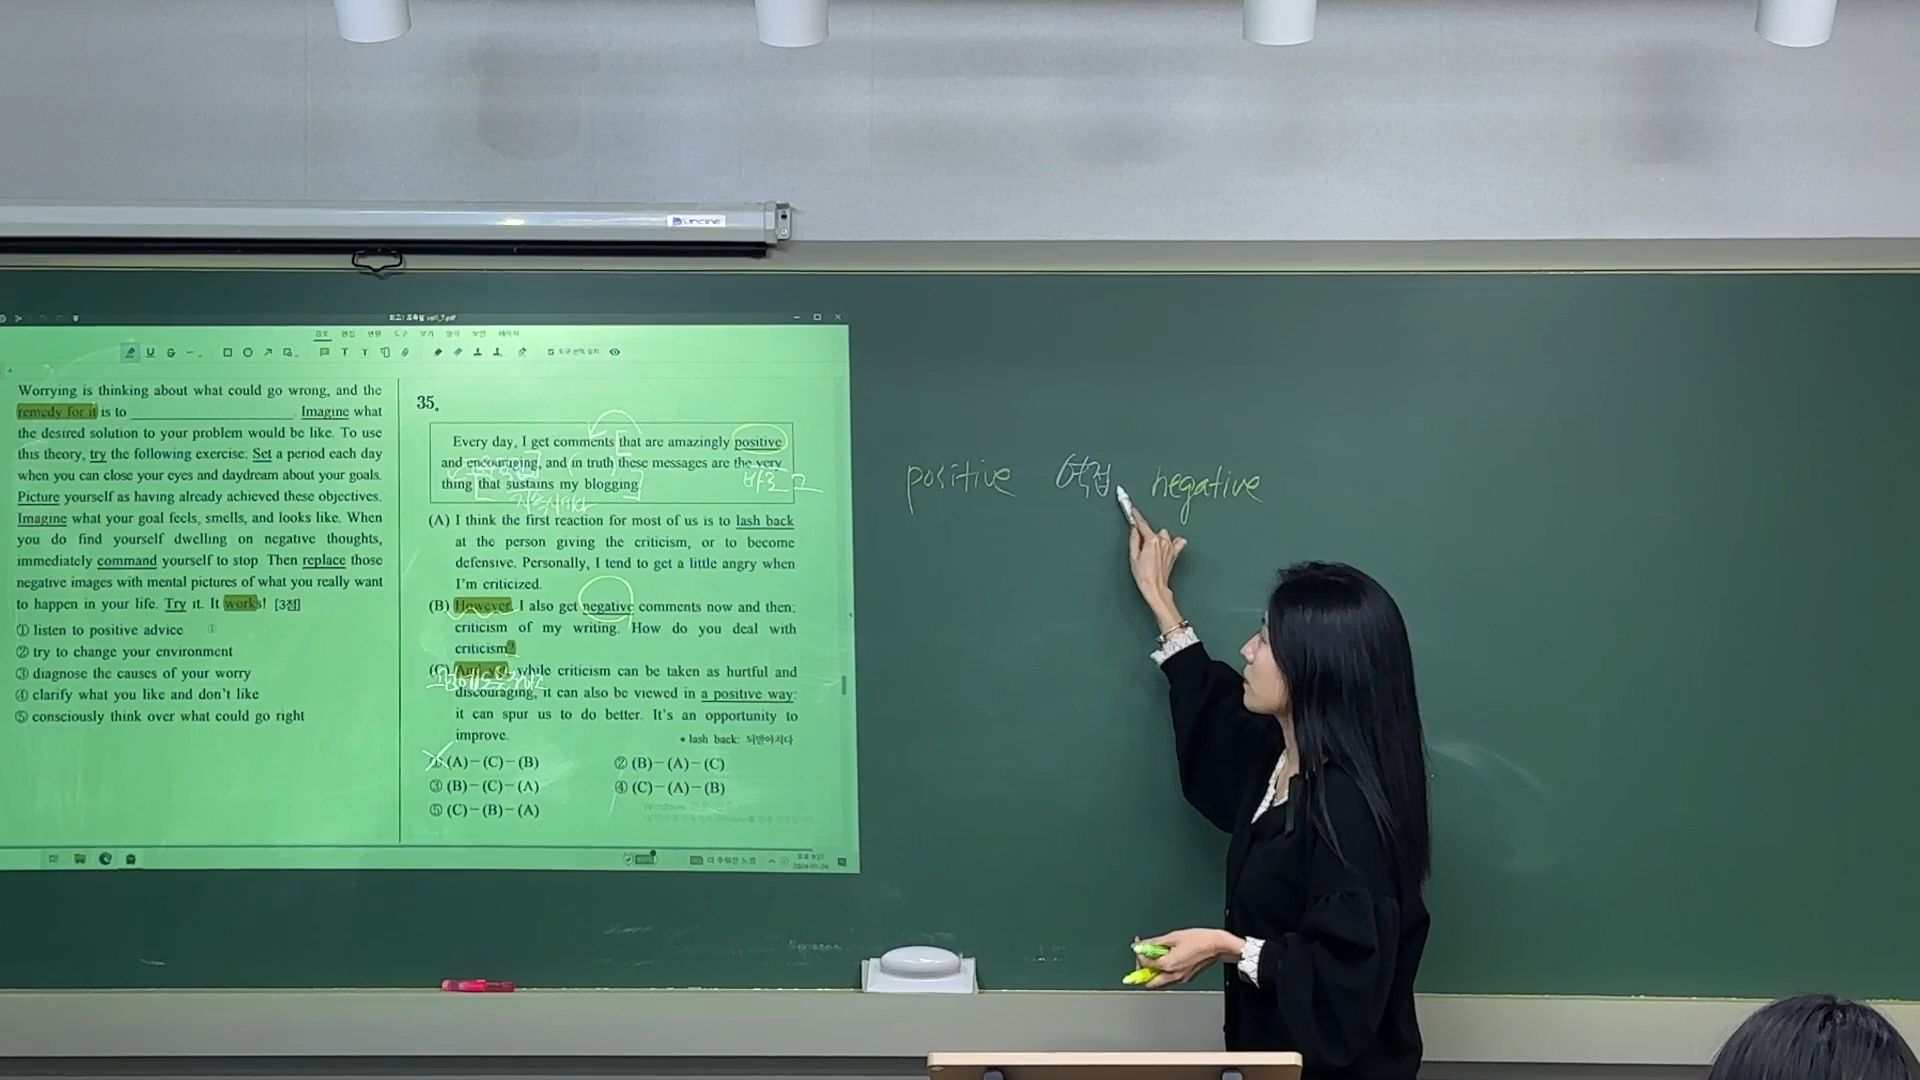 Worrying is thinking about what could go wrong, and the
remedy for it is to ____________. Imagine what
the desired solution to your problem would be like. To use
this theory, try the following exercise: Set a period each day
when you can close your eyes and daydream about your goals.
Picture yourself as having already achieved these objectives.
Imagine what your goal feels, smells, and looks like. When
you do find yourself dwelling on negative thoughts,
immediately command yourself to stop. Then replace those
negative images with mental pictures of what you really want
to happen in your life. Try it. It works! [3점]
① listen to positive advice
② try to change your environment
③ diagnose the causes of your worry
④ clarify what you like and don't like
⑤ consciously think over what could go right
35.
Every day, I get comments that are amazingly positive
and encouraging, and in truth these messages are the very
바로 그
thing that sustains my blogging.
지속시키다
(A) I think the first reaction for most of us is to lash back
at the person giving the criticism, or to become
defensive. Personally, I tend to get a little angry when
I'm criticized.
(B) However, I also get negative comments now and then:
criticism of my writing. How do you deal with
criticism?
(C) And yet, while criticism can be taken as hurtful and
그럼에도 불구하고
discouraging, it can also be viewed in a positive way:
it can spur us to do better. It's an opportunity to
improve.
* lash back: 되받아치다
① (A)-(C)-(B)
② (B)-(A)-(C)
③ (B)-(C)-(A)
④ (C)-(A)-(B)
⑤ (C)-(B)-(A)
positive 역접 negative